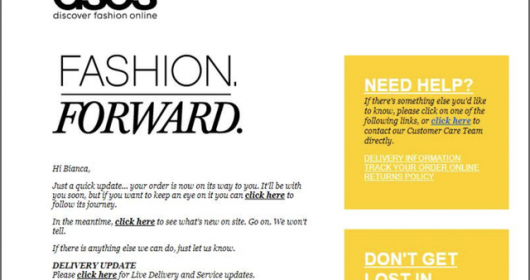 asos
discover fashion online
FASHION.
FORWARD.
Hi Bianca,
Just a quick update... your order is now on its way to you. It'll be with
you soon, but if you want to keep an eye on it you can click here to
follow its journey.
In the meantime, click here to see what's new on site. Go on. We won't
tell.
If there is anything else we can do, just let us know.
DELIVERY UPDATE
Please click here for Live Delivery and Service updates.
NEED HELP?
If there's something else you'd like
to know, please click on one of the
following links, or click here to
contact our Customer Care Team
directly.
DELIVERY INFORMATION
TRACK YOUR ORDER ONLINE
RETURNS POLICY
DON'T GET
LOST IN